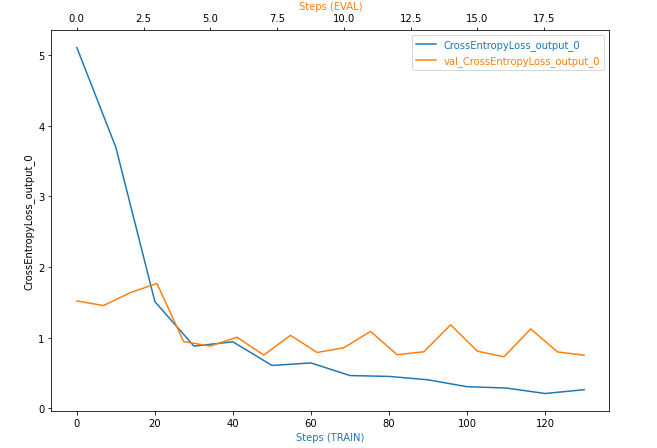 Steps (EVAL)
0.0 2.5 5.0 7.5 10.0 12.5 15.0 17.5
CrossEntropyLoss_output_0
val_CrossEntropyLoss_output_0
CrossEntropyLoss_output_0
5
4
3
2
1
0
0 20 40 60 80 100 120
Steps (TRAIN)